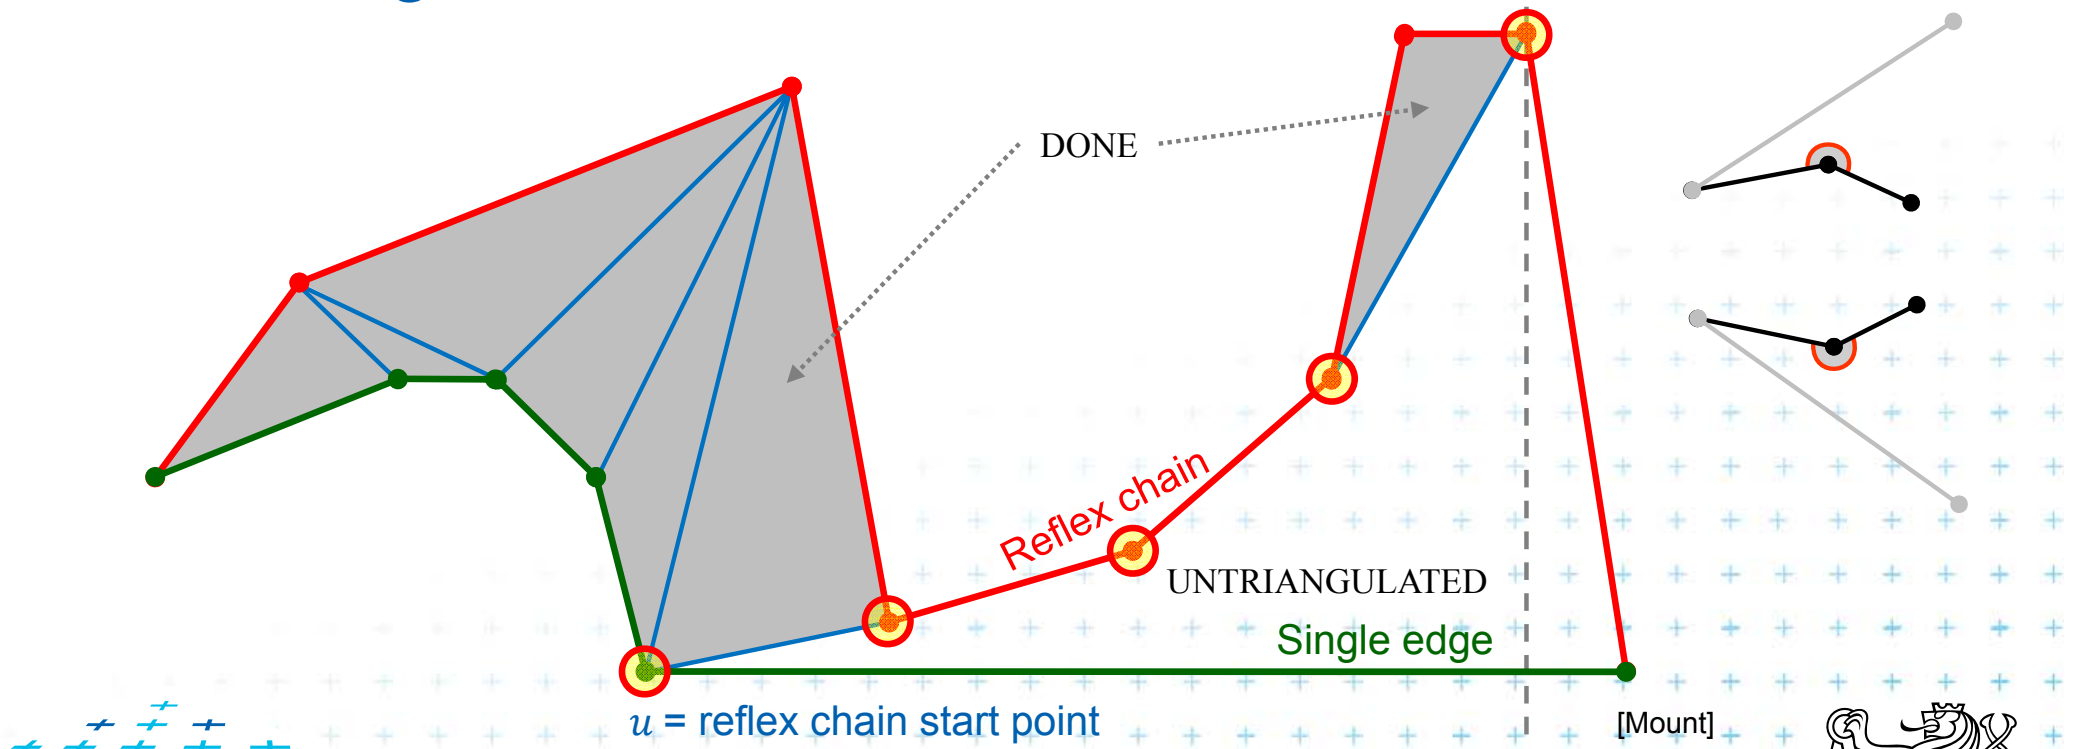 DONE
Reflex chain
UNTRIANGULATED
Single edge
u = reflex chain start point
[Mount]